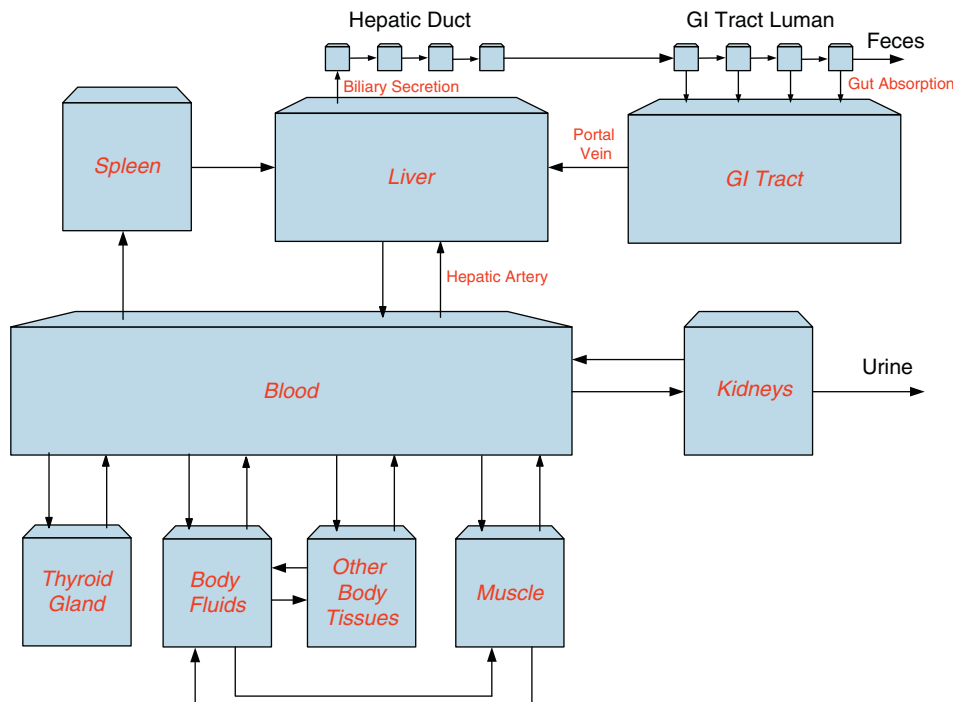 Hepatic Duct
GI Tract Luman
Feces
Biliary Secretion
Gut Absorption
Spleen
Liver
Portal
Vein
GI Tract
Hepatic Artery
Blood
Kidneys
Urine
Thyroid
Gland
Body
Fluids
Other
Body
Tissues
Muscle